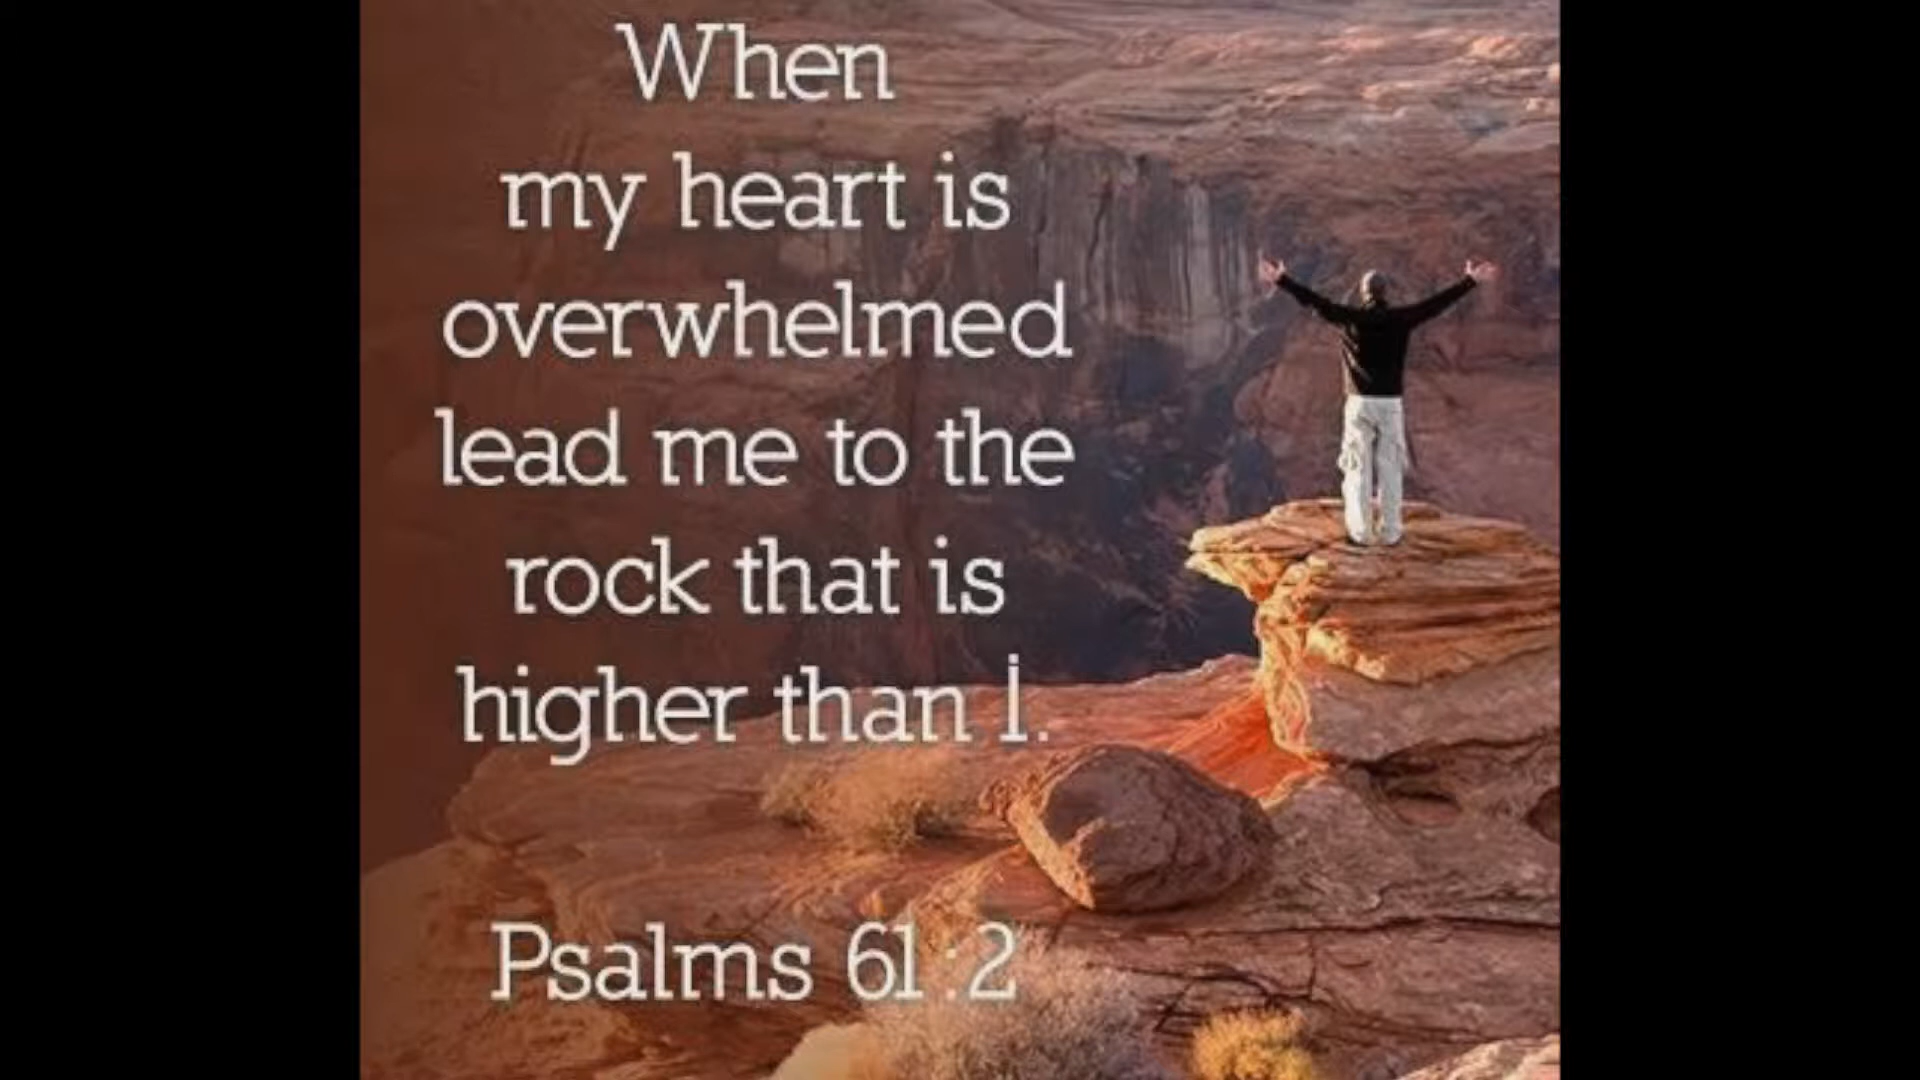 When
my heart is
overwhelmed
lead me to the
rock that is
higher than I.
Psalms 61:2